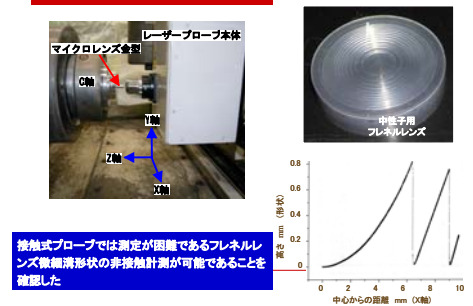 レーザープローブ本体
マイクロレンズ金型
C軸
Y軸
Z軸
X軸
中性子用
フレネルレンズ
接触式プローブでは測定が困難であるフレネルレ
ンズ微細溝形状の非接触計測が可能であることを
確認した
高さ mm (形状)
0.8
0.6
0.4
0.2
0
0 2 4 6 8 10
中心からの距離 mm (X軸)